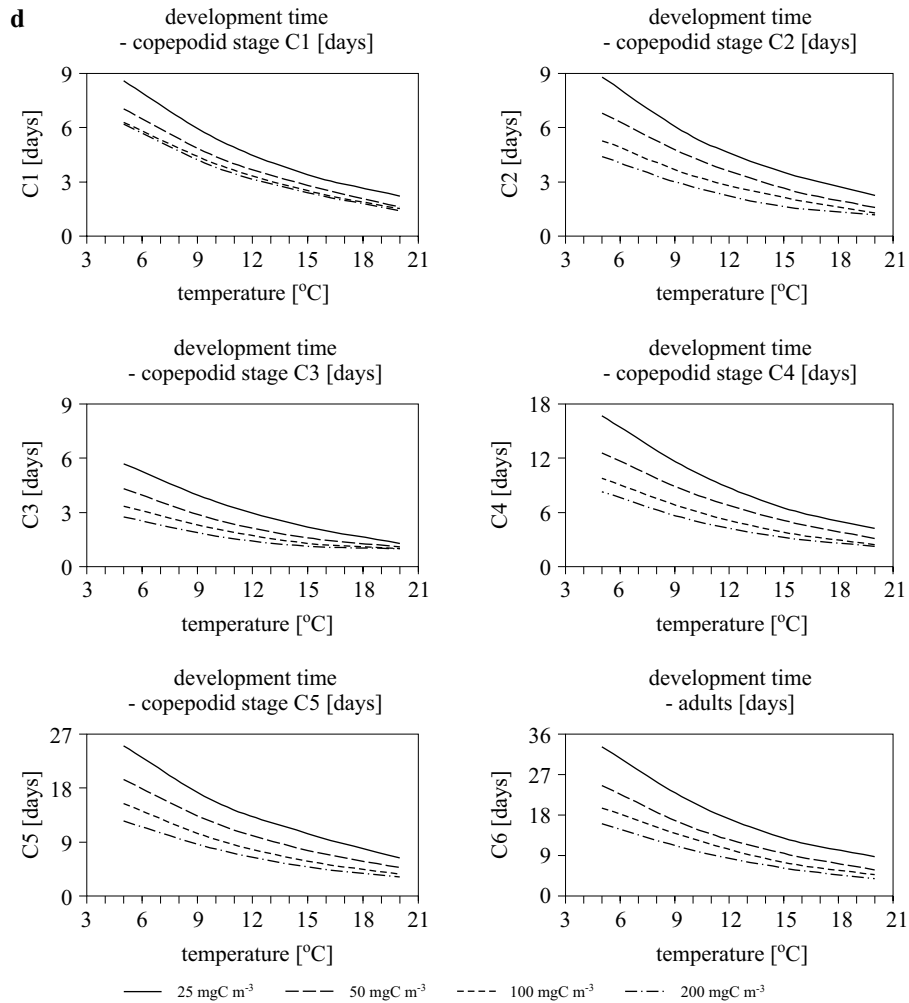 d
development time
- copepodid stage C1 [days]
9
6
3
0
C1 [days]
3 6 9 12 15 18 21
temperature [°C]
development time
- copepodid stage C2 [days]
9
6
3
0
C2 [days]
3 6 9 12 15 18 21
temperature [°C]
development time
- copepodid stage C3 [days]
9
6
3
0
C3 [days]
3 6 9 12 15 18 21
temperature [°C]
development time
- copepodid stage C4 [days]
18
12
6
0
C4 [days]
3 6 9 12 15 18 21
temperature [°C]
development time
- copepodid stage C5 [days]
27
18
9
0
C5 [days]
3 6 9 12 15 18 21
temperature [°C]
development time
- adults [days]
36
27
18
9
0
C6 [days]
3 6 9 12 15 18 21
temperature [°C]
25 mgC m⁻³ 50 mgC m⁻³ 100 mgC m⁻³ 200 mgC m⁻³